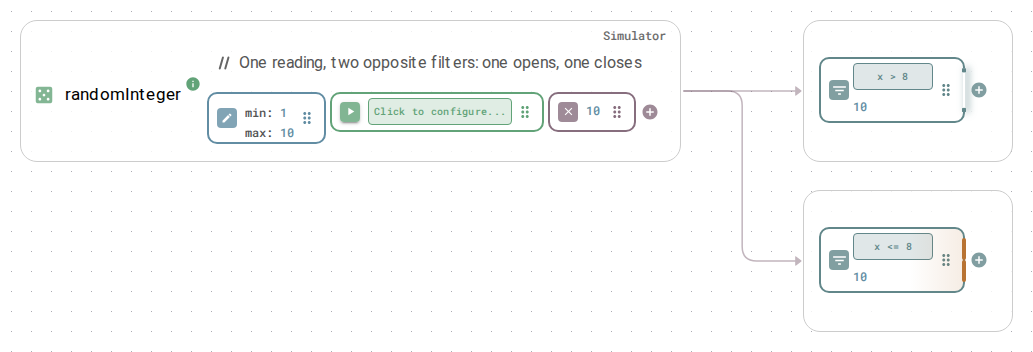 Simulator
// One reading, two opposite filters: one opens, one closes
randomInteger
min: 1
max: 10
Click to configure...
10
x > 8
10
x <= 8
10